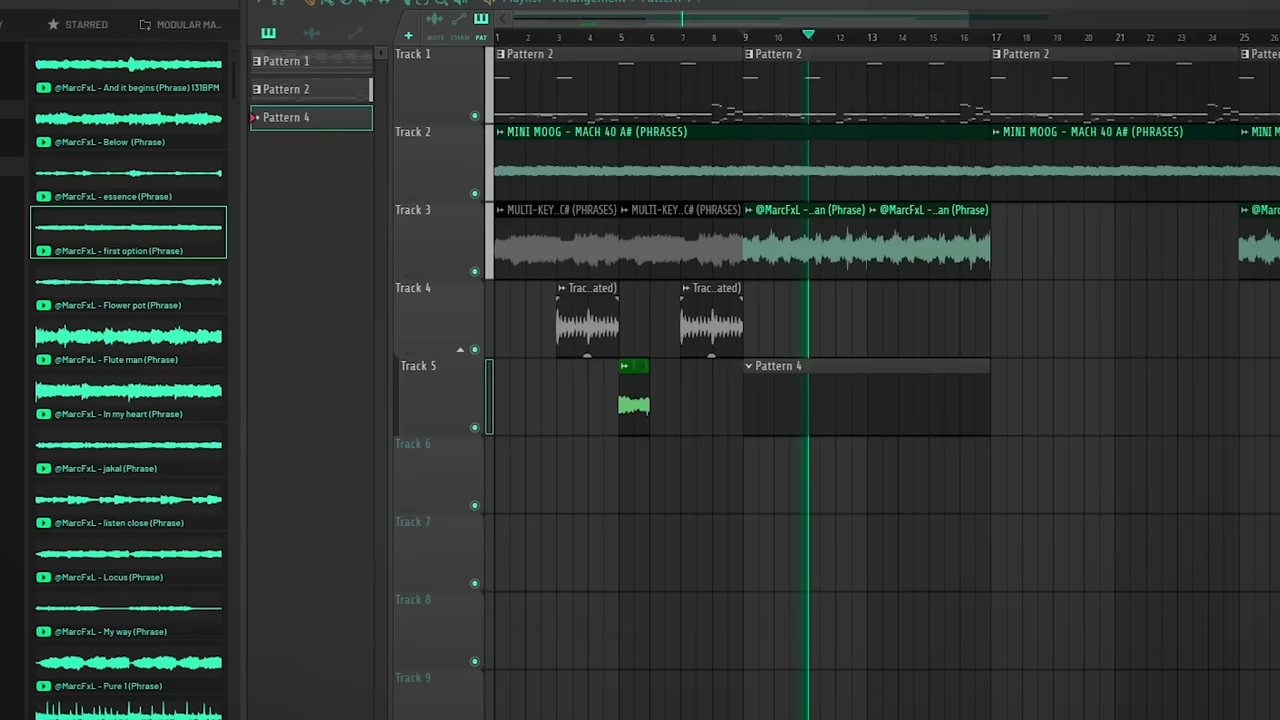 STARRED
MODULAR MA...
@MarcFxL - And it begins (Phrase) 131BPM
@MarcFxL - Below (Phrase)
@MarcFxL - essence (Phrase)
@MarcFxL - first option (Phrase)
@MarcFxL - Flower pot (Phrase)
@MarcFxL - Flute man (Phrase)
@MarcFxL - In my heart (Phrase)
@MarcFxL - jakal (Phrase)
@MarcFxL - listen close (Phrase)
@MarcFxL - Locus (Phrase)
@MarcFxL - My way (Phrase)
@MarcFxL - Pure 1 (Phrase)
Pattern 1
Pattern 2
Pattern 4
NOTE CHAN PAT
1 2 3 4 5 6 7 8 9 10 11 12 13 14 15 16 17 18 19 20 21 22 23 24 25 26
Track 1
Pattern 2
Pattern 2
Pattern 2
Track 2
MINI MOOG - MACH 40 A# (PHRASES)
MINI MOOG - MACH 40 A# (PHRASES)
Track 3
MULTI-KEY..C# (PHRASES)
MULTI-KEY..C# (PHRASES)
@MarcFxL -..an (Phrase)
@MarcFxL -..an (Phrase)
Track 4
Trac..ated)
Trac..ated)
Track 5
Pattern 4
Track 6
Track 7
Track 8
Track 9